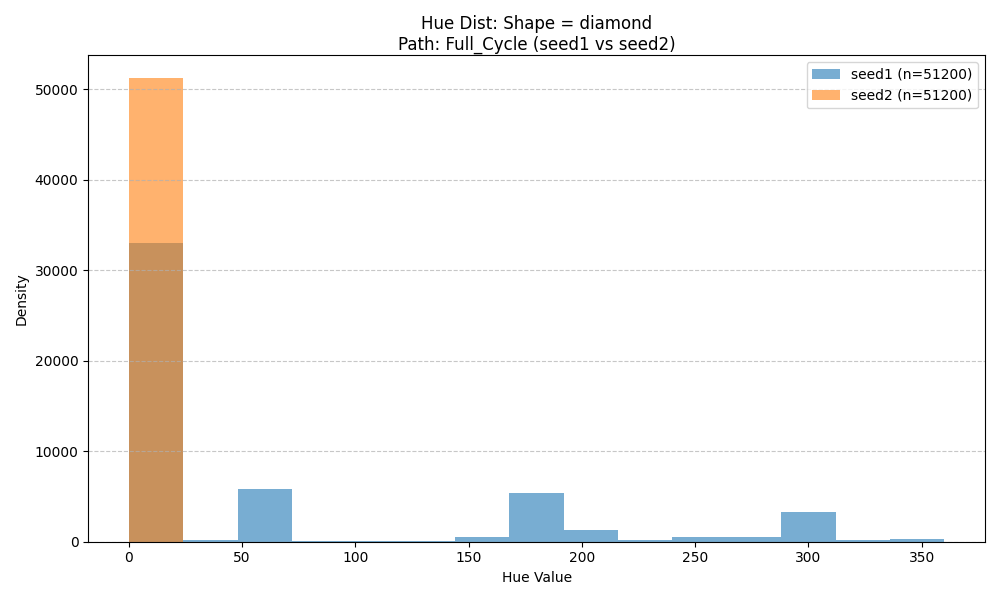 Hue Dist: Shape = diamond
Path: Full_Cycle (seed1 vs seed2)
seed1 (n=51200)
seed2 (n=51200)
Density
50000
40000
30000
20000
10000
0
0 50 100 150 200 250 300 350
Hue Value